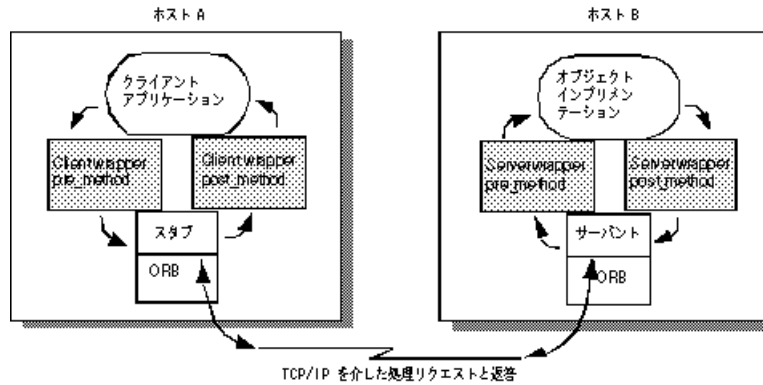 ホスト A
ホスト B
クライアント
アプリケーション
オブジェクト
インプリメン
テーション
Clientwrapper
pre_method
Clientwrapper
post_method
Serverwrapper
pre_method
Serverwrapper
post_method
スタブ
ORB
サーバント
ORB
TCP/IP を介した処理リクエストと返答